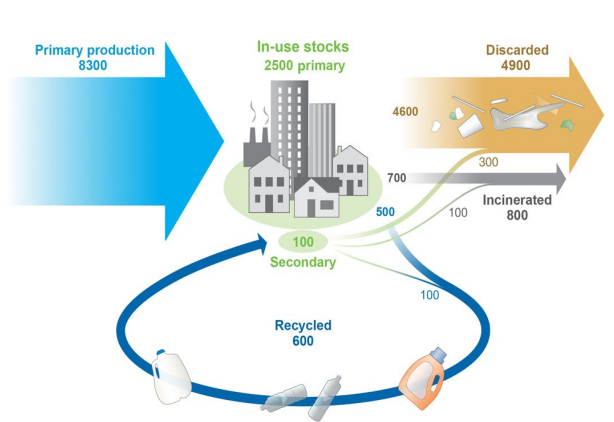 Primary production
8300
In-use stocks
2500 primary
Discarded
4900
4600
300
700
Incinerated
800
500
100
100
Secondary
100
Recycled
600